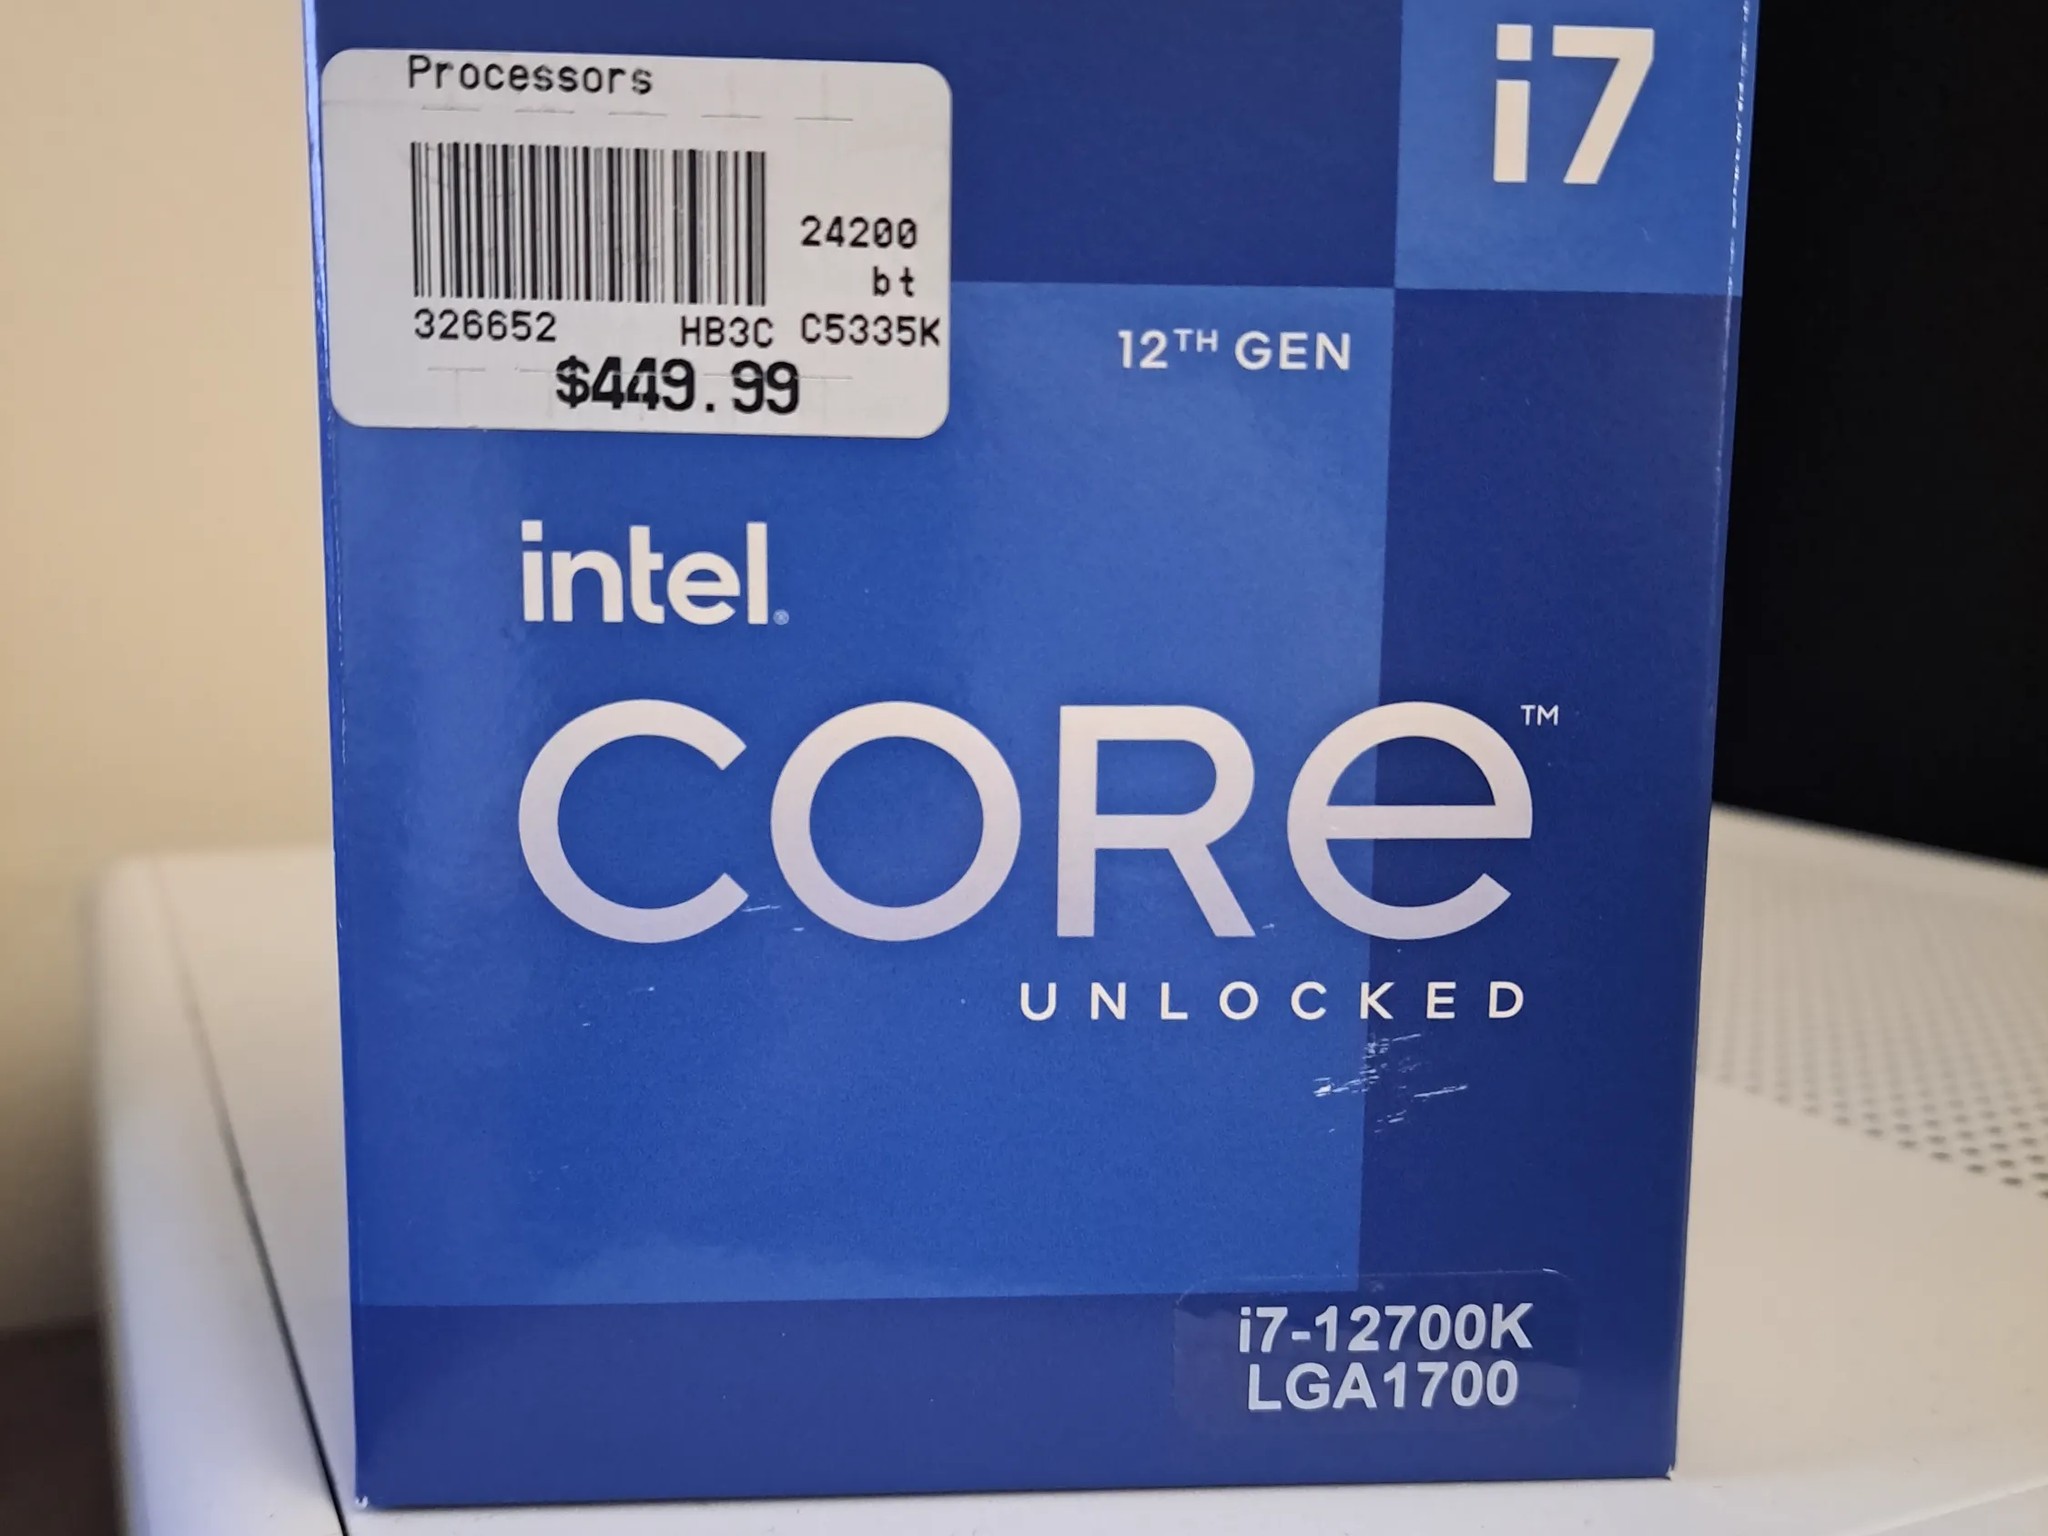 Processors
24200
bt
326652 HB3C C5335K
$449.99
i7
12TH GEN
intel®
CORE™
UNLOCKED
i7-12700K
LGA1700